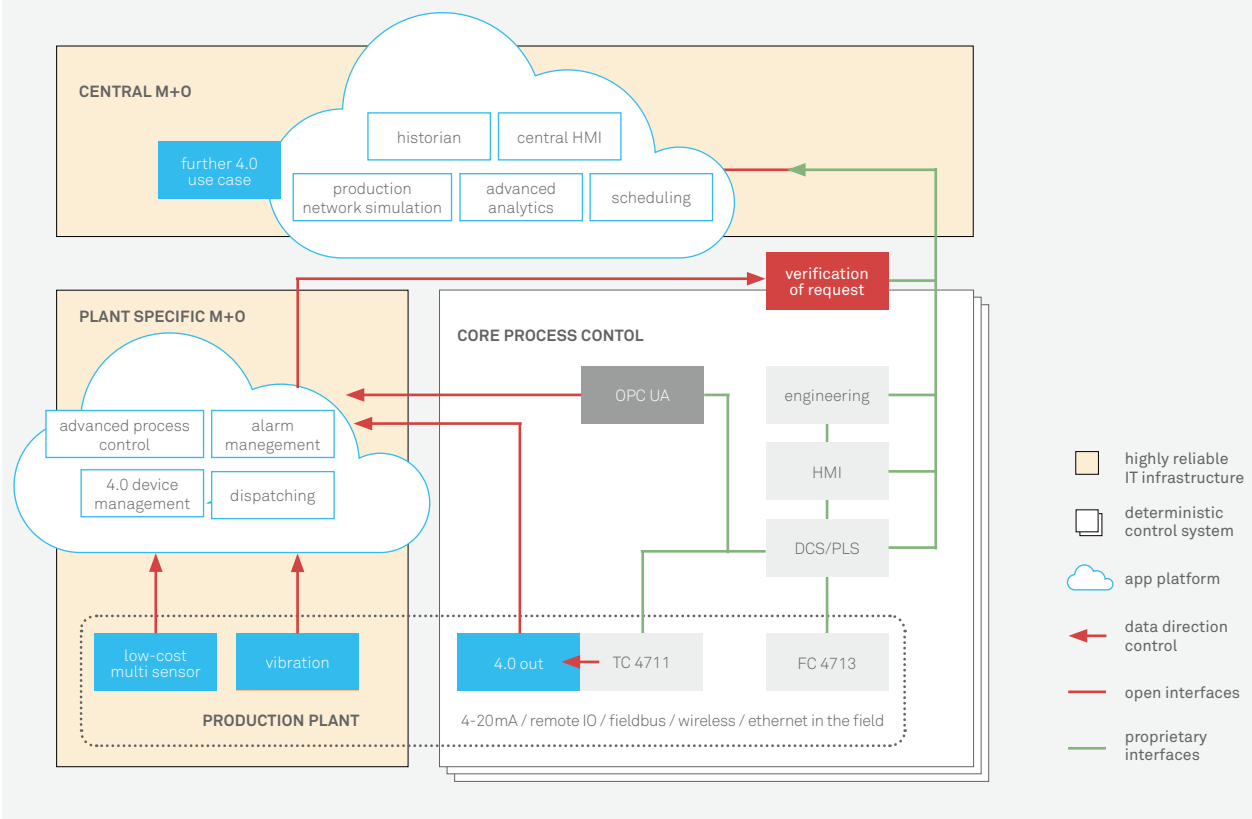 CENTRAL M+O
historian
central HMI
further 4.0
use case
production
network simulation
advanced
analytics
scheduling
verification
of request
PLANT SPECIFIC M+O
CORE PROCESS CONTOL
OPC UA
engineering
advanced process
control
alarm
manegement
HMI
4.0 device
management
dispatching
DCS/PLS
low-cost
multi sensor
vibration
4.0 out
TC 4711
FC 4713
PRODUCTION PLANT
4-20mA / remote IO / fieldbus / wireless / ethernet in the field
highly reliable
IT infrastructure
deterministic
control system
app platform
data direction
control
open interfaces
proprietary
interfaces